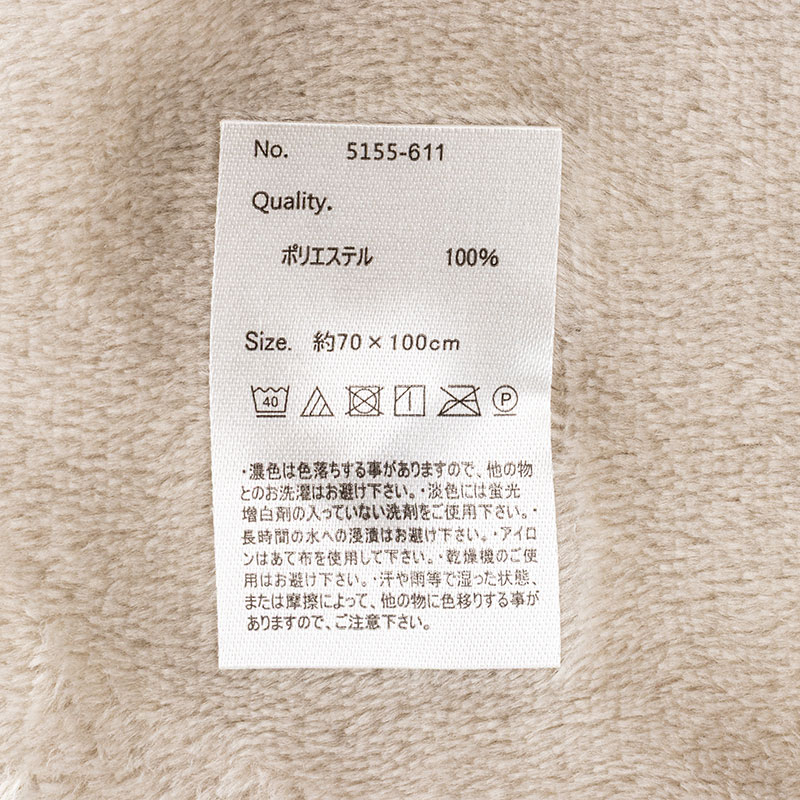 No. 5155-611
Quality.
ポリエステル 100%
Size. 約70×100cm
40 P
・濃色は色落ちする事がありますので、他の物
とのお洗濯はお避け下さい。・淡色には蛍光
増白剤の入っていない洗剤をご使用下さい。・
長時間の水への浸漬はお避け下さい。・アイロ
ンはあて布を使用して下さい。・乾燥機のご使
用はお避け下さい。・汗や雨等で湿った状態、
または摩擦によって、他の物に色移りする事が
ありますので、ご注意下さい。